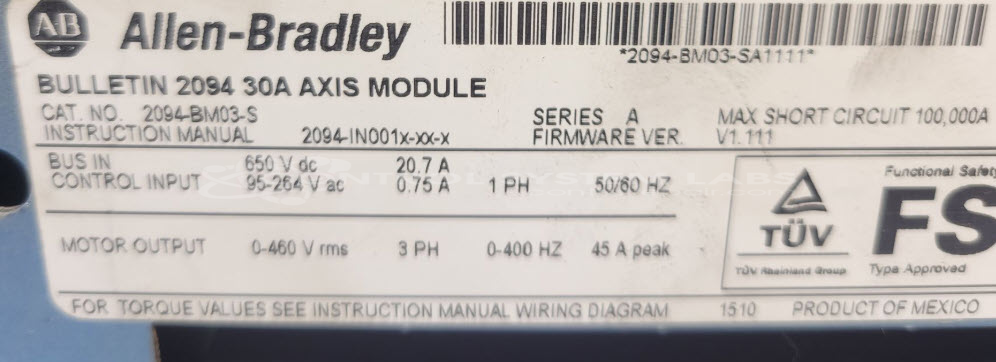 AB Allen-Bradley
*2094-BM03-SA1111*
BULLETIN 2094 30A AXIS MODULE
CAT. NO. 2094-BM03-S SERIES A MAX SHORT CIRCUIT 100,000A
INSTRUCTION MANUAL 2094-IN001x-xx-x FIRMWARE VER. V1.111
BUS IN 650 V dc 20.7 A
CONTROL INPUT 95-264 V ac 0.75 A 1 PH 50/60 HZ
MOTOR OUTPUT 0-460 V rms 3 PH 0-400 HZ 45 A peak
Functional Safety
TÜV FS
TÜV Rheinland Group Type Approved
FOR TORQUE VALUES SEE INSTRUCTION MANUAL WIRING DIAGRAM 1510 PRODUCT OF MEXICO